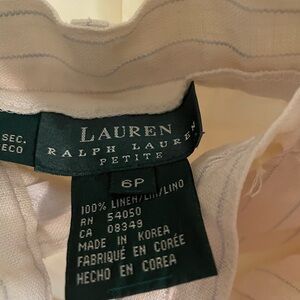 SEC.
ECO
LAUREN
RALPH LAUREN
PETITE
6P
100% LINEN/LIN/LINO
RN 54050
CA 08349
MADE IN KOREA
FABRIQUÉ EN CORÉE
HECHO EN COREA